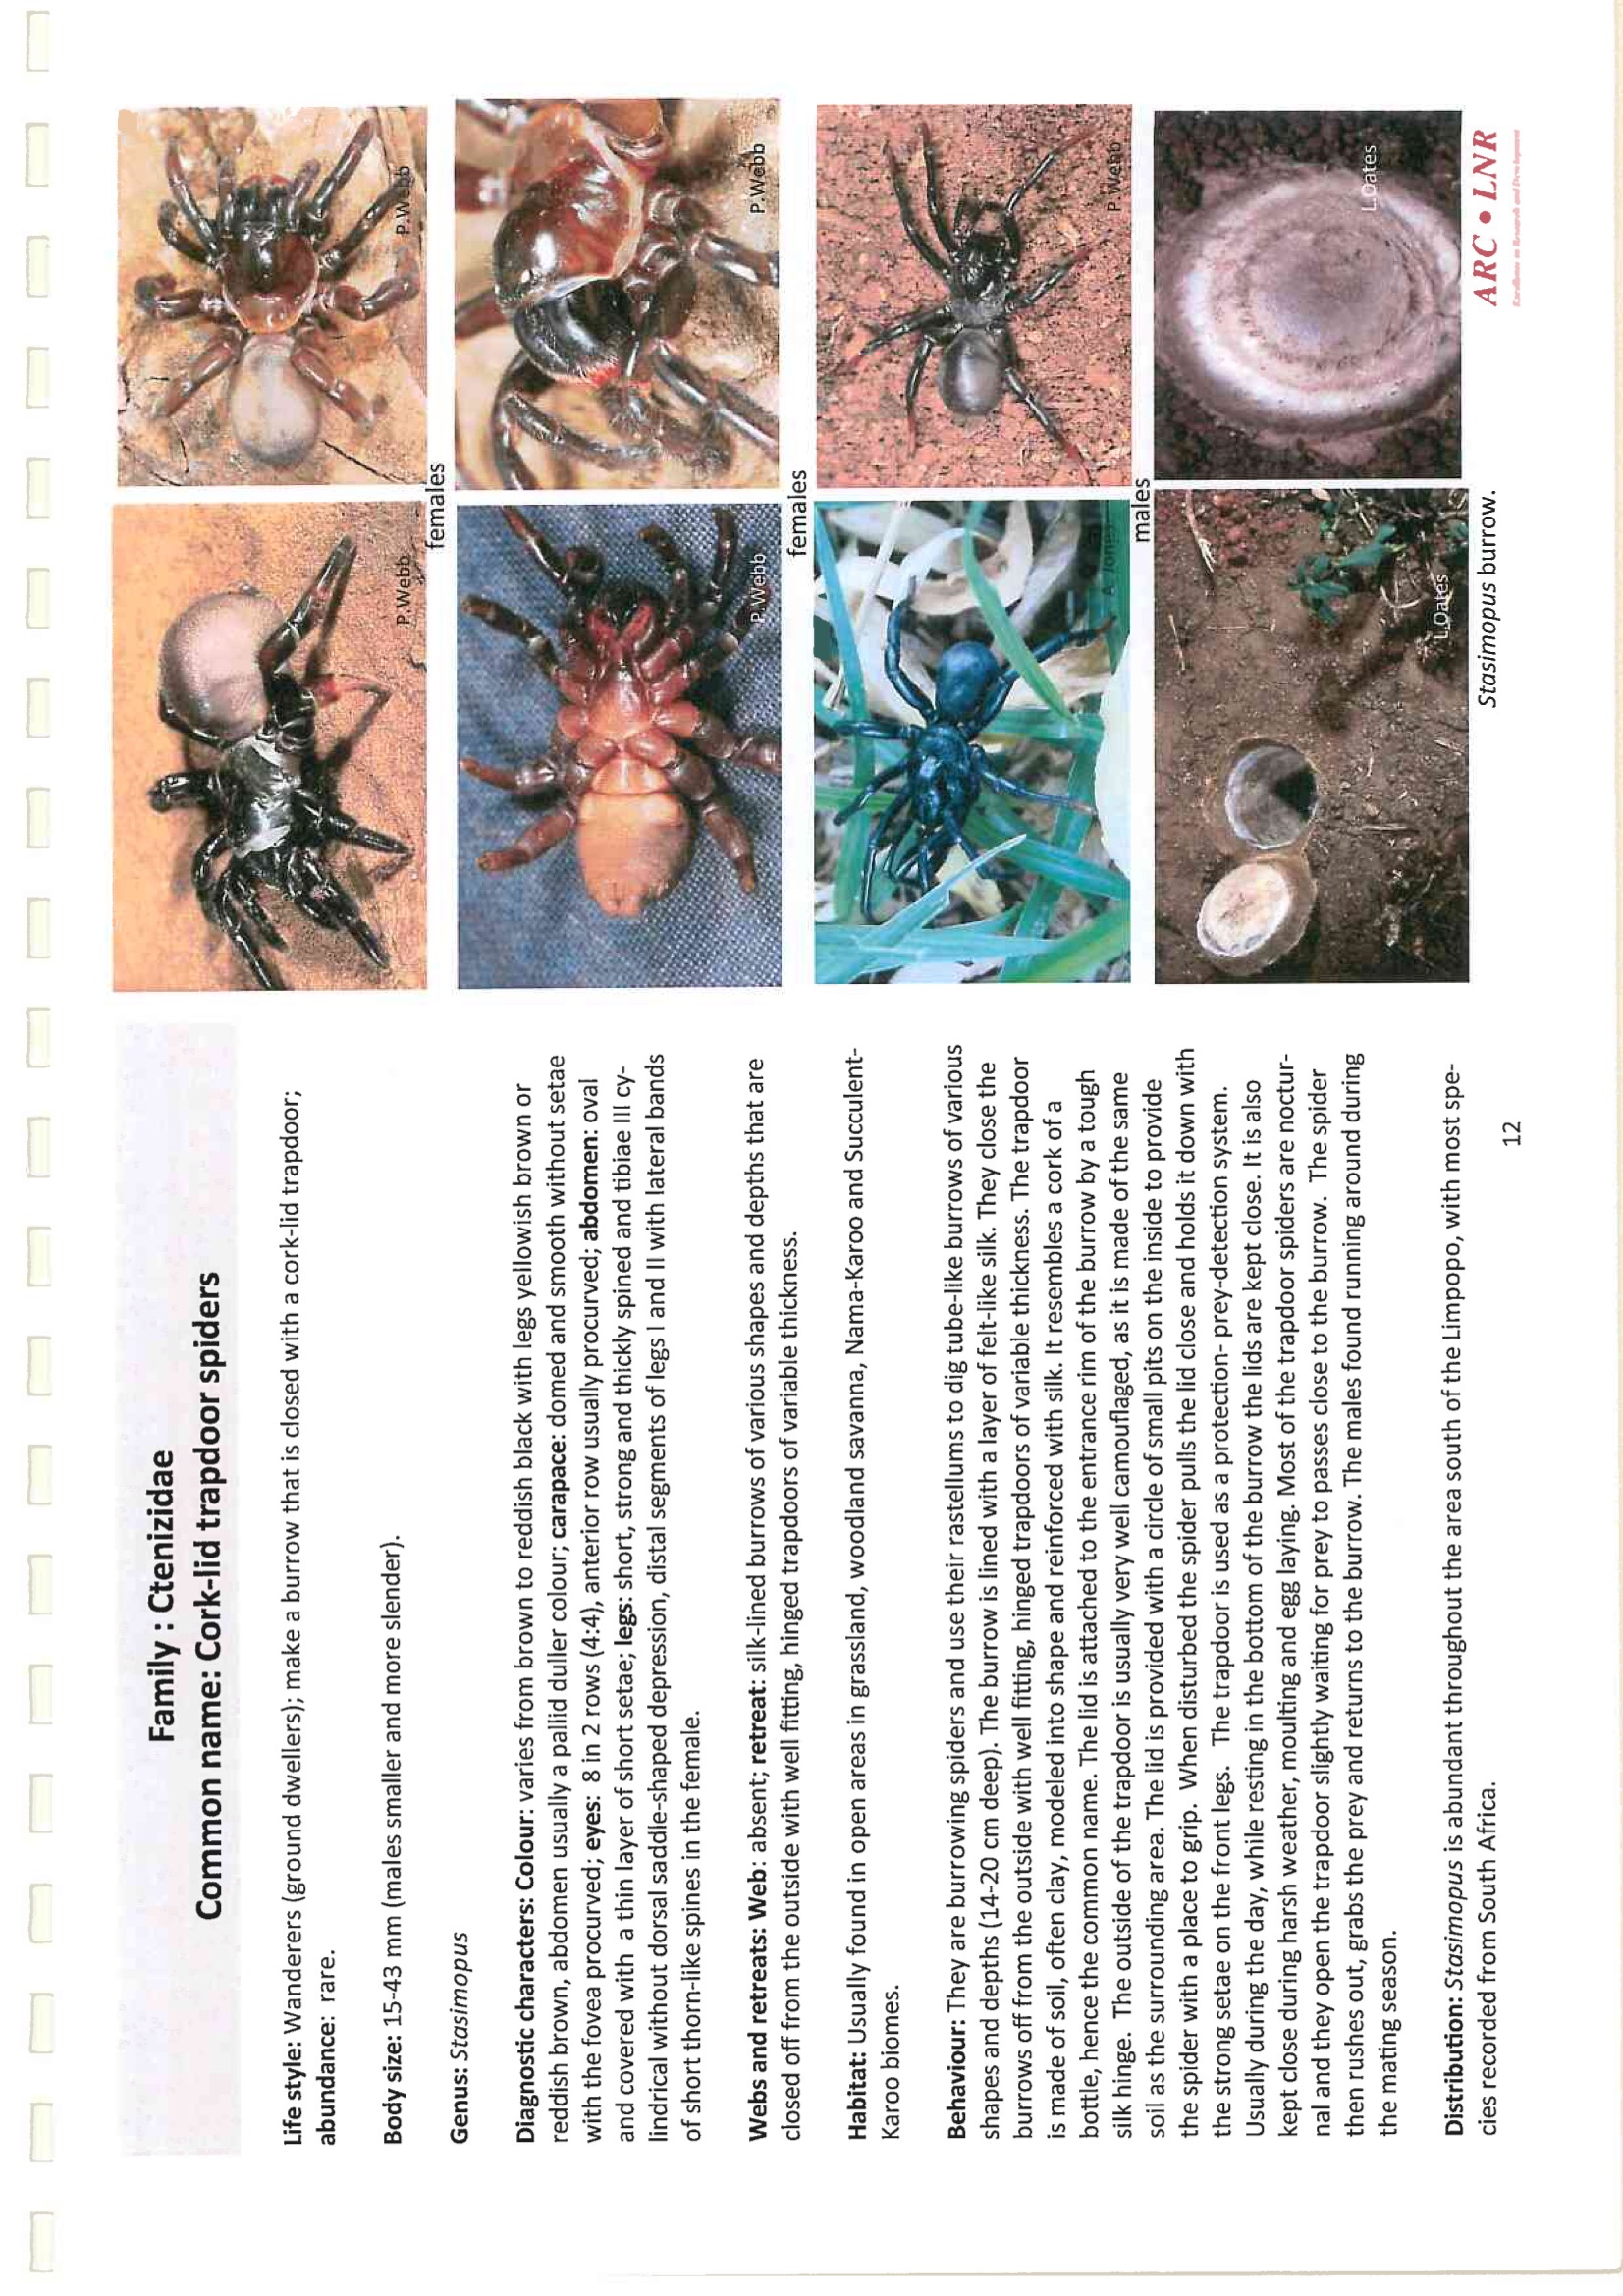 Family : Ctenizidae
Common name: Cork-lid trapdoor spiders
Life style: Wanderers (ground dwellers); make a burrow that is closed with a cork-lid trapdoor;
abundance: rare.
Body size: 15-43 mm (males smaller and more slender).
Genus: Stasimopus
Diagnostic characters: Colour: varies from brown to reddish black with legs yellowish brown or
reddish brown, abdomen usually a pallid duller colour; carapace: domed and smooth without setae
with the fovea procurved; eyes: 8 in 2 rows (4:4), anterior row usually procurved; abdomen: oval
and covered with a thin layer of short setae; legs: short, strong and thickly spined and tibiae III cy-
lindrical without dorsal saddle-shaped depression, distal segments of legs I and II with lateral bands
of short thorn-like spines in the female.
Webs and retreats: Web: absent; retreat: silk-lined burrows of various shapes and depths that are
closed off from the outside with well fitting, hinged trapdoors of variable thickness.
Habitat: Usually found in open areas in grassland, woodland savanna, Nama-Karoo and Succulent-
Karoo biomes.
Behaviour: They are burrowing spiders and use their rastellums to dig tube-like burrows of various
shapes and depths (14-20 cm deep). The burrow is lined with a layer of felt-like silk. They close the
burrows off from the outside with well fitting, hinged trapdoors of variable thickness. The trapdoor
is made of soil, often clay, modeled into shape and reinforced with silk. It resembles a cork of a
bottle, hence the common name. The lid is attached to the entrance rim of the burrow by a tough
silk hinge. The outside of the trapdoor is usually very well camouflaged, as it is made of the same
soil as the surrounding area. The lid is provided with a circle of small pits on the inside to provide
the spider with a place to grip. When disturbed the spider pulls the lid close and holds it down with
the strong setae on the front legs. The trapdoor is used as a protection- prey-detection system.
Usually during the day, while resting in the bottom of the burrow the lids are kept close. It is also
kept close during harsh weather, moulting and egg laying. Most of the trapdoor spiders are noctur-
nal and they open the trapdoor slightly waiting for prey to passes close to the burrow. The spider
then rushes out, grabs the prey and returns to the burrow. The males found running around during
the mating season.
Distribution: Stasimopus is abundant throughout the area south of the Limpopo, with most spe-
cies recorded from South Africa.
12
P.Webb
P.Webb
females
P.Webb
P.Webb
females
A. Jones
P. Webb
males
L.Oates
L.Oates
Stasimopus burrow.
ARC • LNR
Excellence in Research and Development